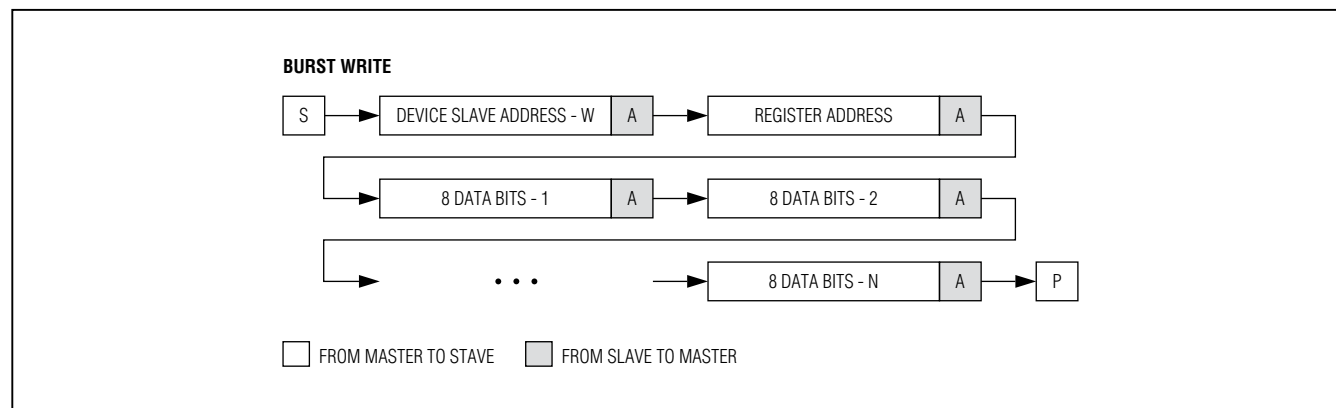 BURST WRITE
S DEVICE SLAVE ADDRESS - W A REGISTER ADDRESS A
8 DATA BITS - 1 A 8 DATA BITS - 2 A
• • • 8 DATA BITS - N A P
FROM MASTER TO STAVE FROM SLAVE TO MASTER